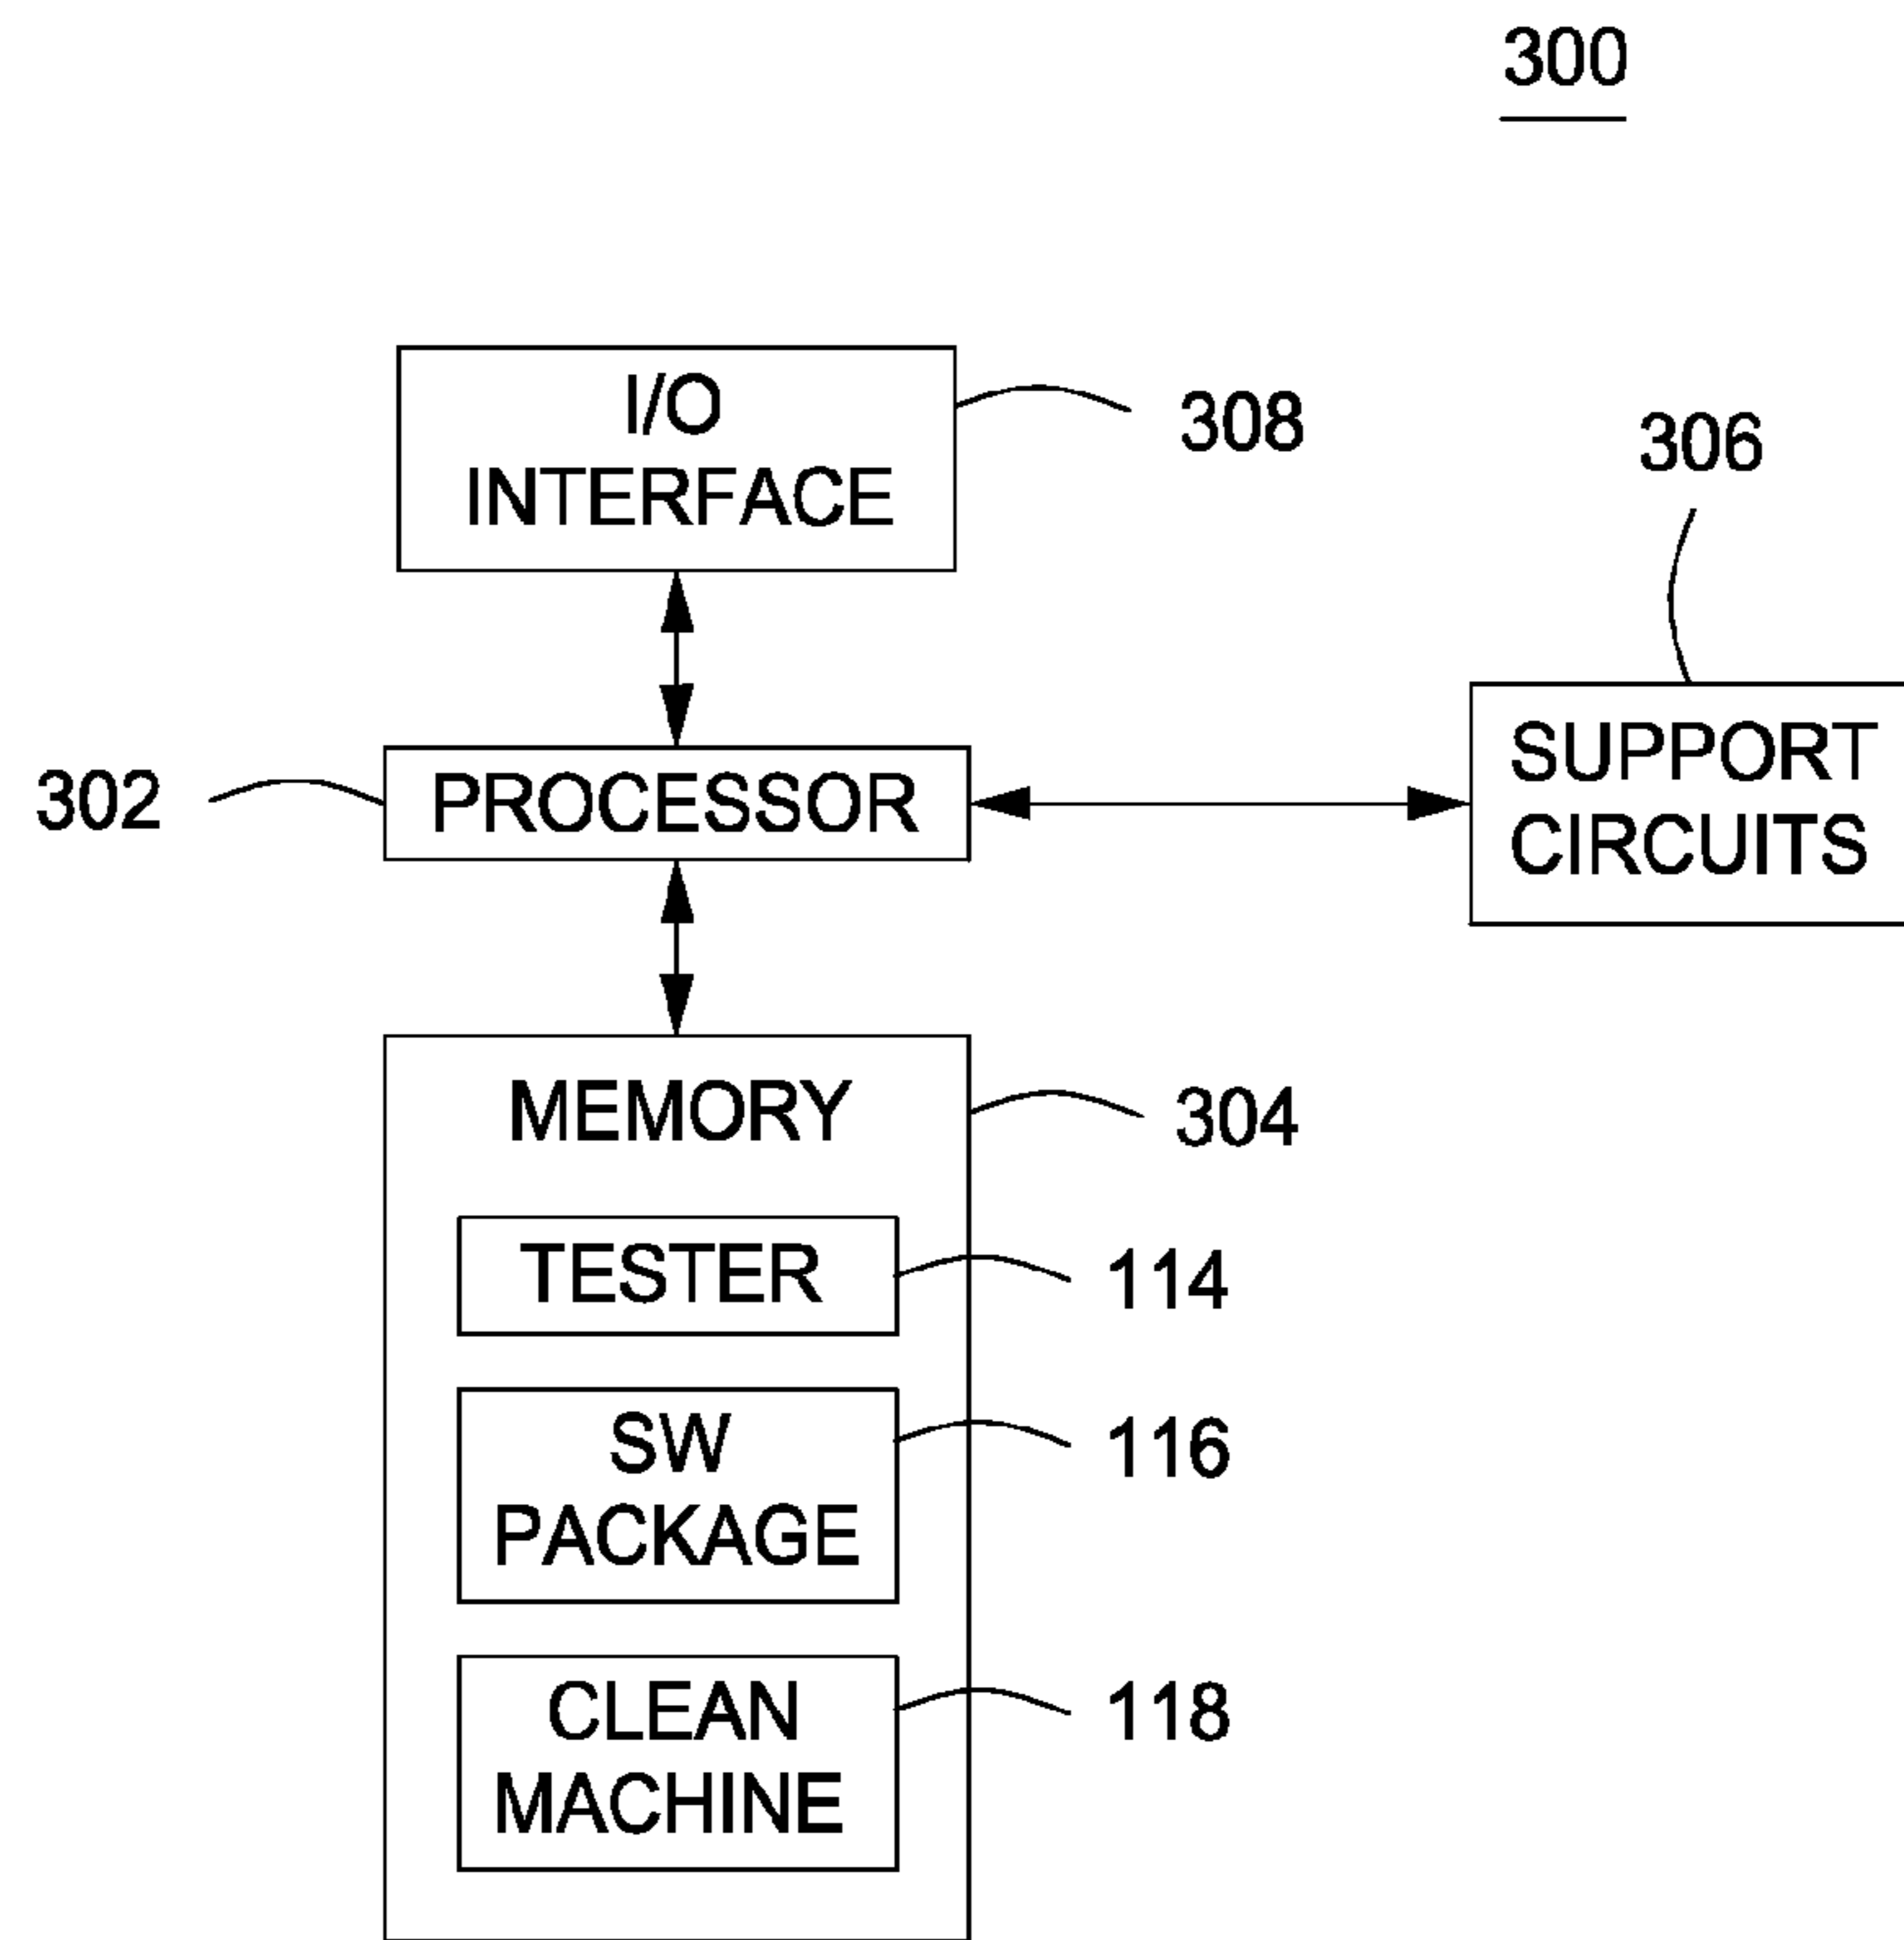 300
I/O
INTERFACE
308
306
302
PROCESSOR
SUPPORT
CIRCUITS
MEMORY
304
TESTER
114
SW
PACKAGE
116
CLEAN
MACHINE
118